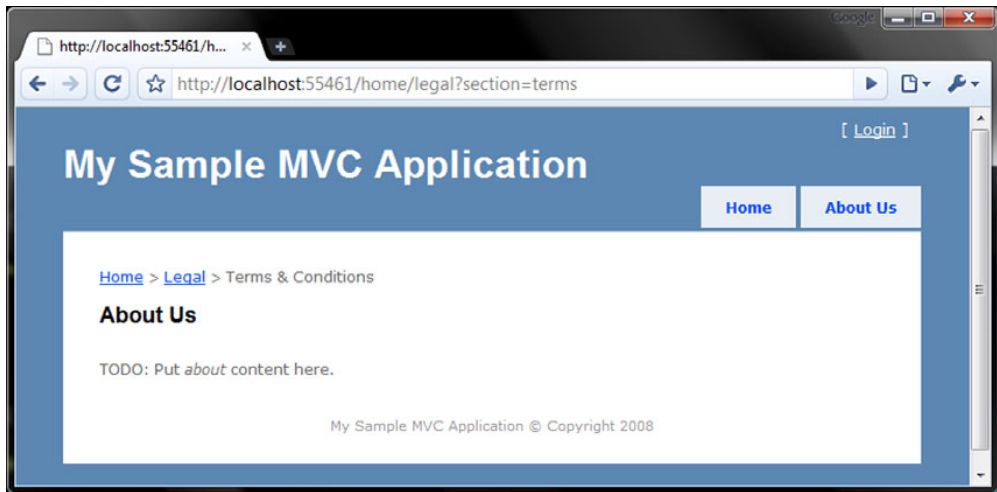 Google
http://localhost:55461/h...
http://localhost:55461/home/legal?section=terms
[ Login ]
My Sample MVC Application
Home
About Us
Home > Legal > Terms & Conditions
About Us
TODO: Put about content here.
My Sample MVC Application © Copyright 2008